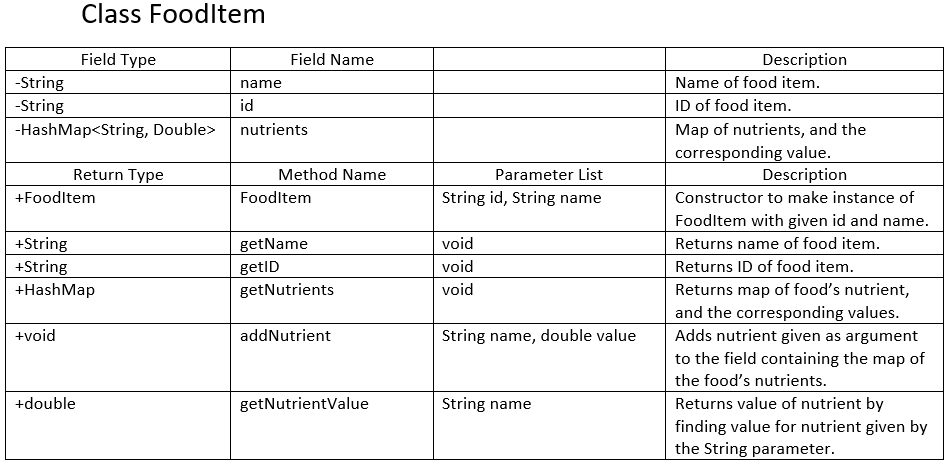 Class FoodItem
Field Type Field Name Description
-String name Name of food item.
-String id ID of food item.
-HashMap<String, Double> nutrients Map of nutrients, and the
corresponding value.
Return Type Method Name Parameter List Description
+FoodItem FoodItem String id, String name Constructor to make instance of
FoodItem with given id and name.
+String getName void Returns name of food item.
+String getID void Returns ID of food item.
+HashMap getNutrients void Returns map of food’s nutrient,
and the corresponding values.
+void addNutrient String name, double value Adds nutrient given as argument
to the field containing the map of
the food’s nutrients.
+double getNutrientValue String name Returns value of nutrient by
finding value for nutrient given by
the String parameter.